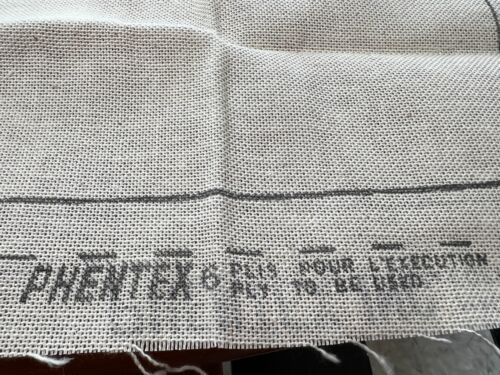 PHENTEX 6 PLIS POUR L'EXECUTION
PLY TO BE USED